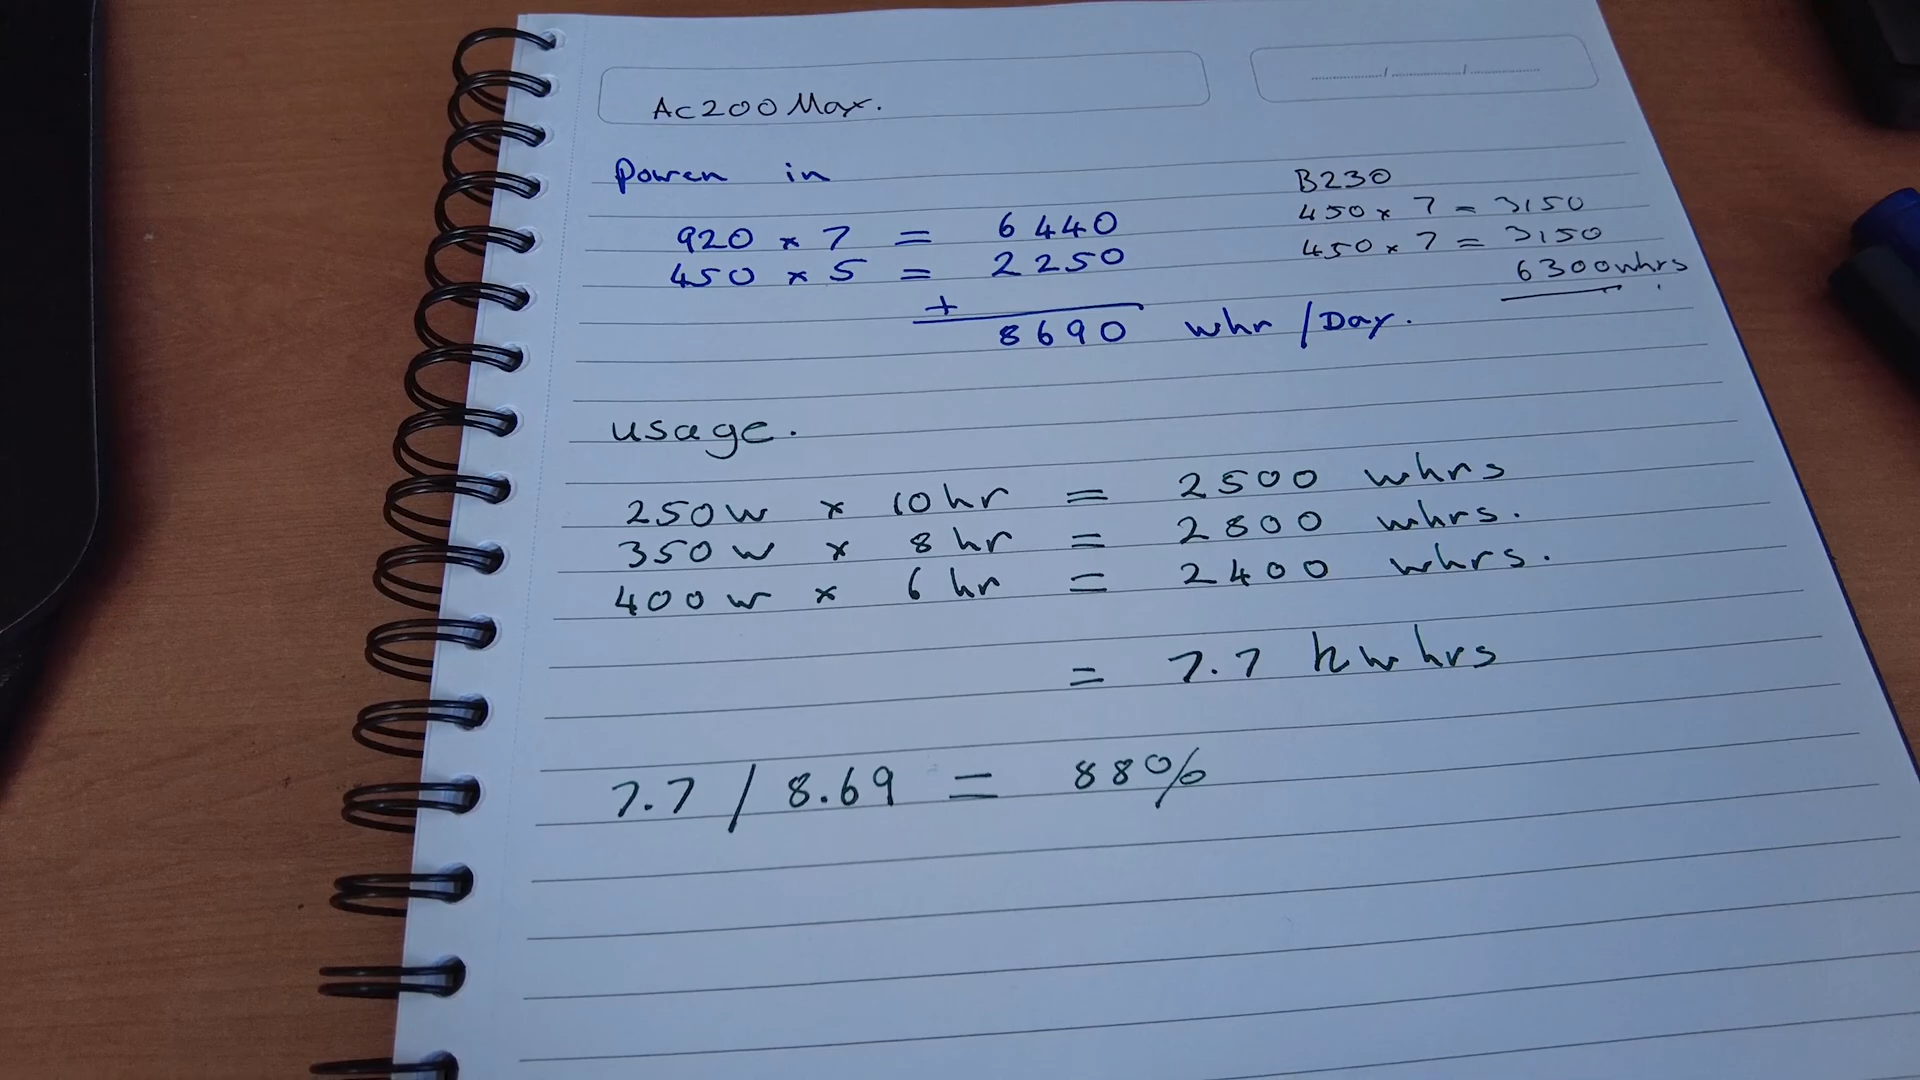 Ac200Max.
Power in
920 x 7 = 6440
450 x 5 = 2250
+
8690 whr / Day.
B230
450 x 7 = 3150
450 x 7 = 3150
6300whrs
usage.
250w x 10hr = 2500 whrs
350w x 8hr = 2800 whrs.
400w x 6hr = 2400 whrs.
= 7.7 kwhrs
7.7 / 8.69 = 88%